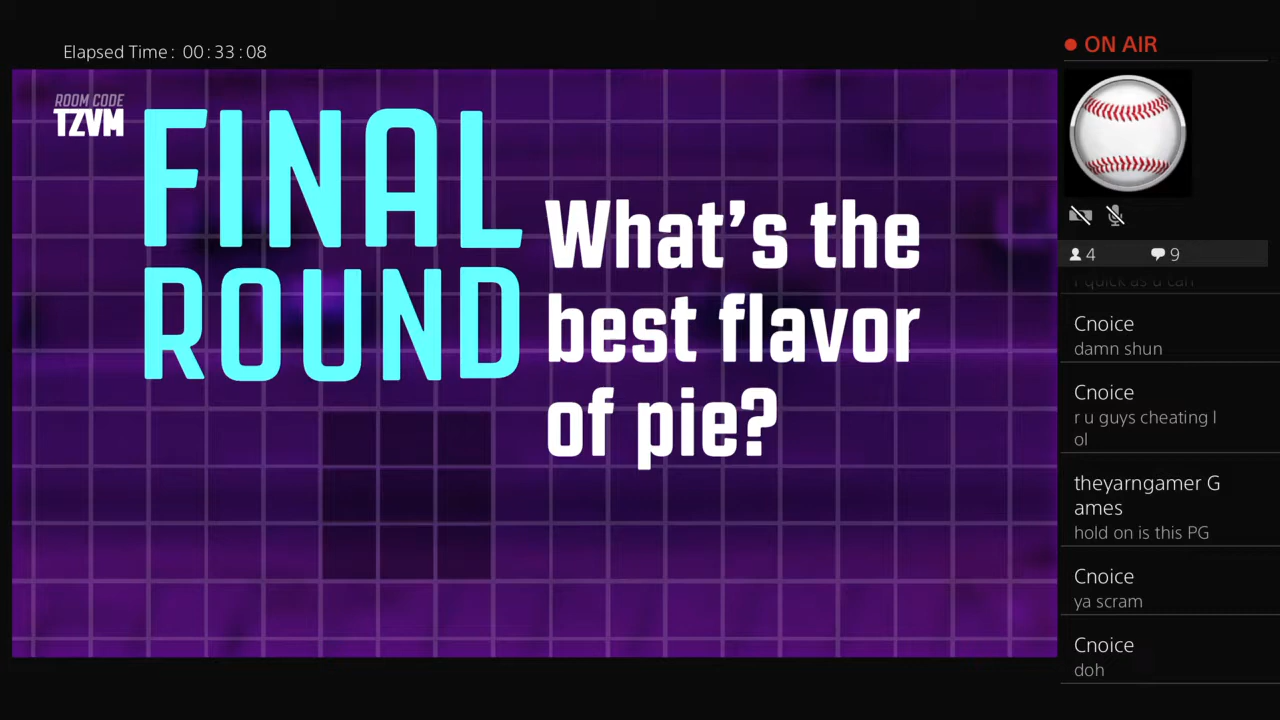 Elapsed Time: 00:33:08
ON AIR
ROOM CODE
TZVM
FINAL
ROUND
What's the
best flavor
of pie?
4 9
Cnoice
damn shun
Cnoice
r u guys cheating l
ol
theyarngamer G
ames
hold on is this PG
Cnoice
ya scram
Cnoice
doh